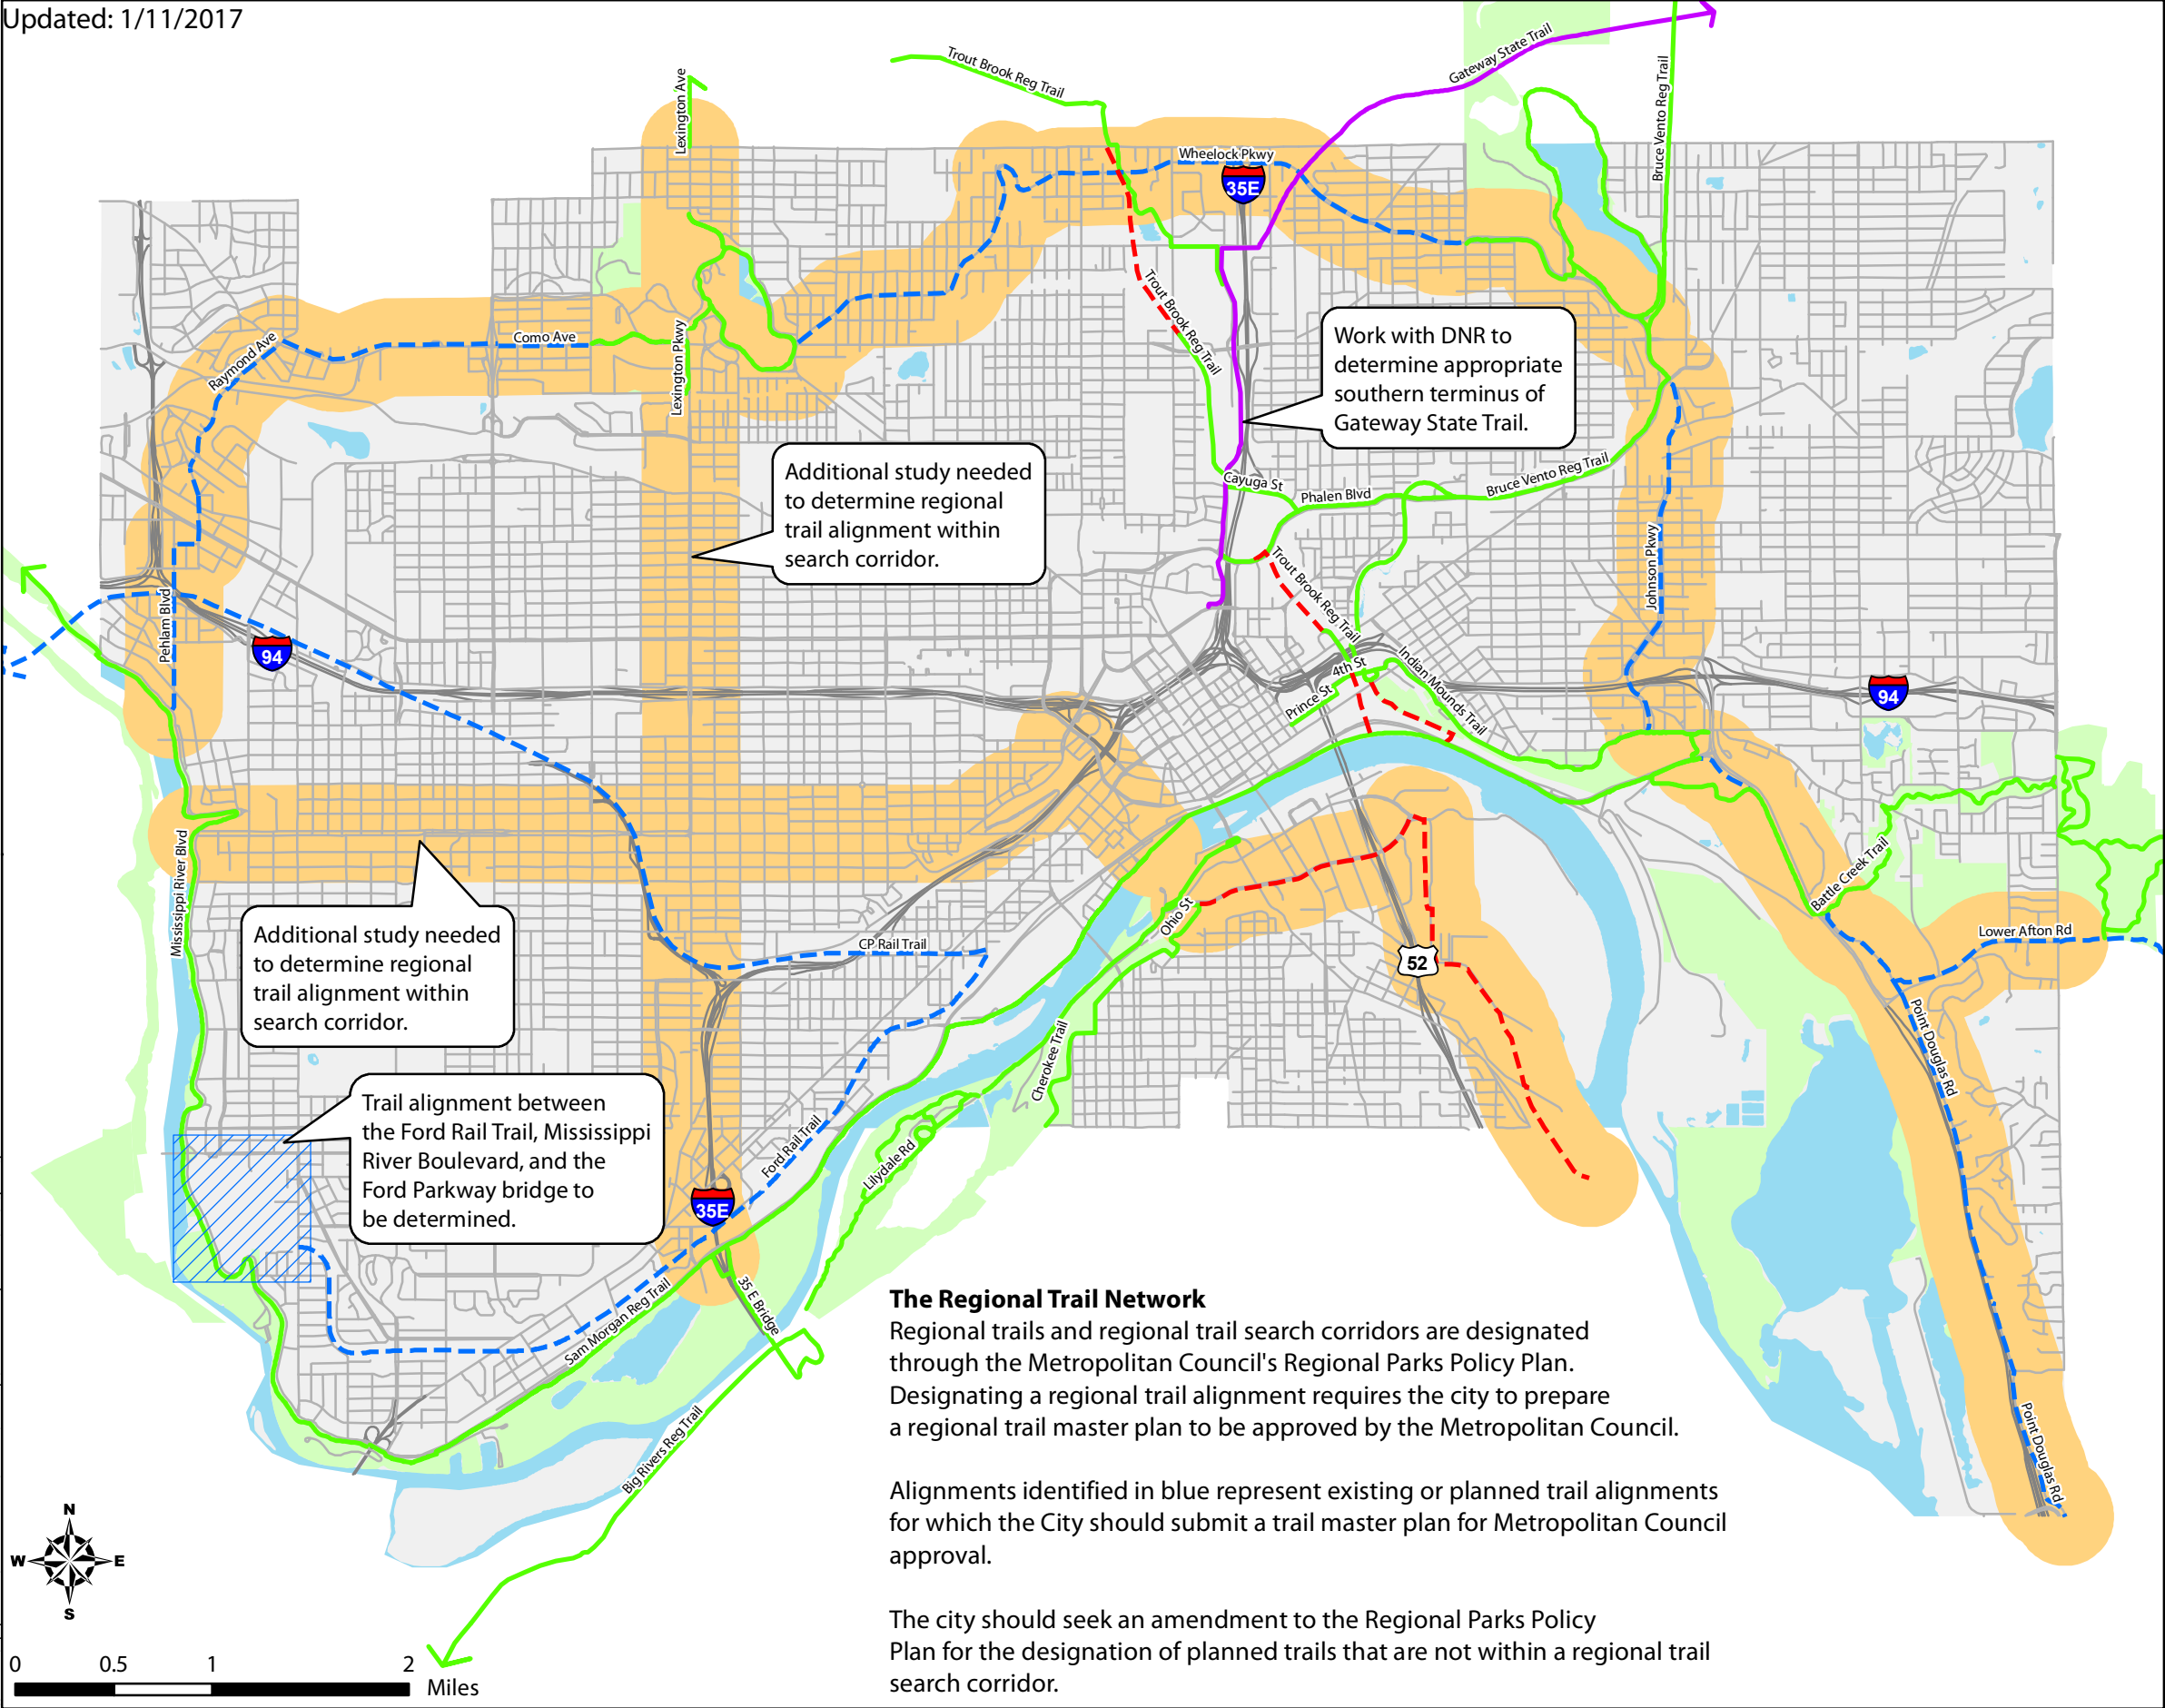 Updated: 1/11/2017
Trout Brook Reg Trail
Gateway State Trail
Lexington Ave
Bruce Vento Reg Trail
Wheelock Pkwy
35E
Trout Brook Reg Trail
Como Ave
Raymond Ave
Lexington Pkwy
Work with DNR to
determine appropriate
southern terminus of
Gateway State Trail.
Additional study needed
to determine regional
trail alignment within
search corridor.
Cayuga St
Phalen Blvd
Bruce Vento Reg Trail
Trout Brook Reg Trail
Johnson Pkwy
Pehlam Blvd
94
4th St
Prince St
Indian Mounds Trail
94
Mississippi River Blvd
Battle Creek Trail
Ohio St
Lower Afton Rd
CP Rail Trail
52
Additional study needed
to determine regional
trail alignment within
search corridor.
Cherokee Trail
Point Douglas Rd
Trail alignment between
the Ford Rail Trail, Mississippi
River Boulevard, and the
Ford Parkway bridge to
be determined.
Ford Rail Trail
Lilydale Rd
35E
35 E Bridge
Sam Morgan Reg Trail
Big Rivers Reg Trail
Point Douglas Rd
The Regional Trail Network
Regional trails and regional trail search corridors are designated
through the Metropolitan Council's Regional Parks Policy Plan.
Designating a regional trail alignment requires the city to prepare
a regional trail master plan to be approved by the Metropolitan Council.
Alignments identified in blue represent existing or planned trail alignments
for which the City should submit a trail master plan for Metropolitan Council
approval.
The city should seek an amendment to the Regional Parks Policy
Plan for the designation of planned trails that are not within a regional trail
search corridor.
N
W E
S
0 0.5 1 2
Miles